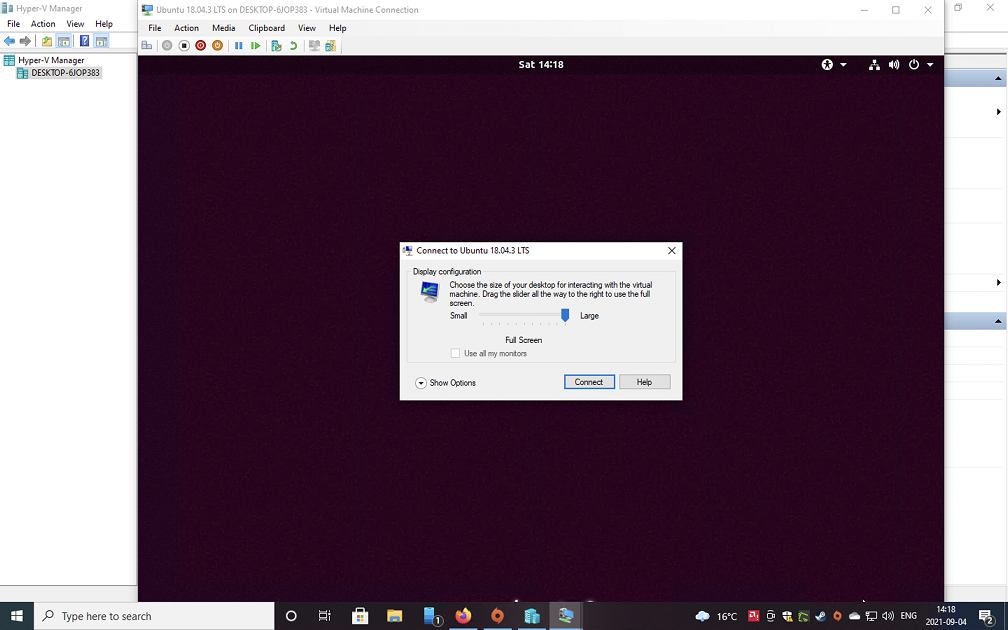 Hyper-V Manager
File Action View Help
Hyper-V Manager
DESKTOP-6JOP383
Ubuntu 18.04.3 LTS on DESKTOP-6JOP383 - Virtual Machine Connection
File Action Media Clipboard View Help
Sat 14:18
Connect to Ubuntu 18.04.3 LTS
Display configuration
Choose the size of your desktop for interacting with the virtual
machine. Drag the slider all the way to the right to use the full
screen.
Small Large
Full Screen
Use all my monitors
Show Options Connect Help
Type here to search
1
16°C
ENG
14:18
2021-09-04
2